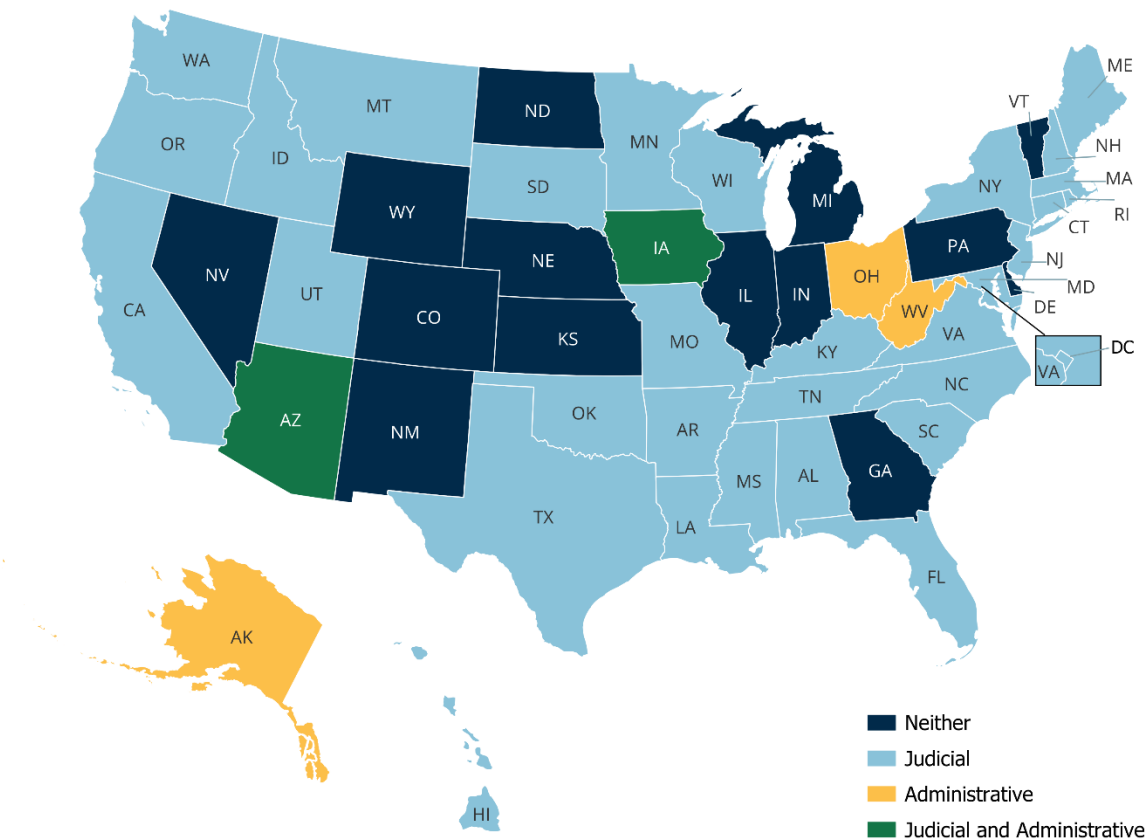 WA
MT
ND
MN
ME
VT
OR
ID
SD
WI
NH
NY
MA
WY
MI
RI
CT
IA
PA
NV
NE
NJ
UT
OH
IL
IN
MD
DE
CA
CO
WV
KS
VA
MO
KY
DC
VA
NC
TN
AZ
OK
AR
SC
NM
GA
MS
AL
TX
LA
FL
AK
HI
Neither
Judicial
Administrative
Judicial and Administrative